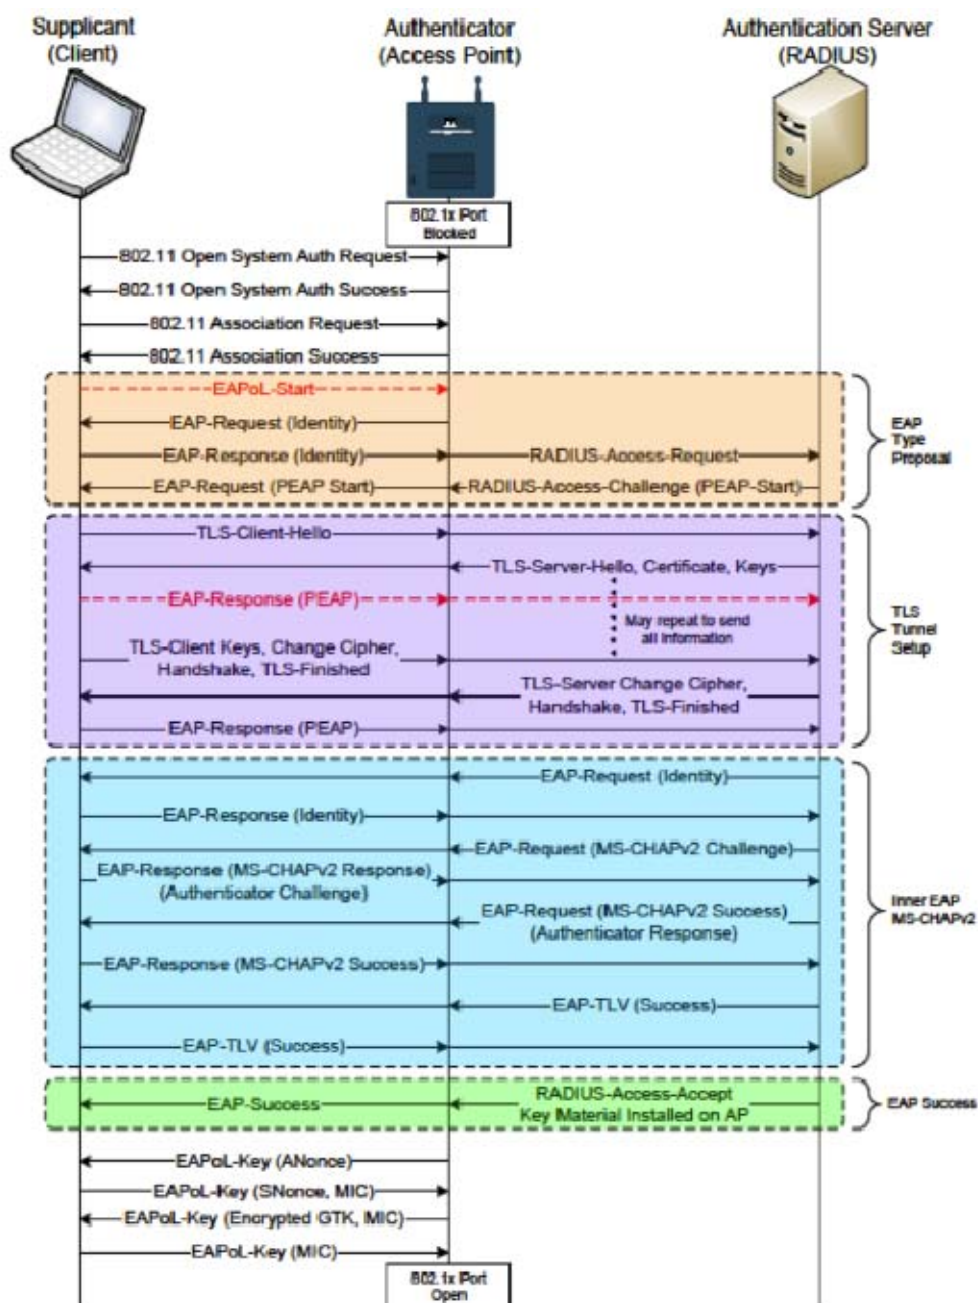 Supplicant
(Client)
Authenticator
(Access Point)
Authentication Server
(RADIUS)
802.1x Port
Blocked
802.11 Open System Auth Request
802.11 Open System Auth Success
802.11 Association Request
802.11 Association Success
EAPoL-Start
EAP-Request (Identity)
EAP-Response (Identity)
RADIUS-Access-Request
EAP-Request (PEAP Start)
RADIUS-Access-Challenge (PEAP-Start)
EAP
Type
Proposal
TLS-Client-Hello
TLS-Server-Hello, Certificate, Keys
EAP-Response (PEAP)
May repeat to send
all information
TLS-Client Keys, Change Cipher,
Handshake, TLS-Finished
TLS-Server Change Cipher,
Handshake, TLS-Finished
EAP-Response (PEAP)
TLS
Tunnel
Setup
EAP-Request (Identity)
EAP-Response (Identity)
EAP-Request (MS-CHAPv2 Challenge)
EAP-Response (MS-CHAPv2 Response)
(Authenticator Challenge)
EAP-Request (MS-CHAPv2 Success)
(Authenticator Response)
EAP-Response (MS-CHAPv2 Success)
EAP-TLV (Success)
EAP-TLV (Success)
Inner EAP
MS-CHAPv2
EAP-Success
RADIUS-Access-Accept
Key Material Installed on AP
EAP Success
EAPoL-Key (ANonce)
EAPoL-Key (SNonce, MIC)
EAPoL-Key (Encrypted GTK, MIC)
EAPoL-Key (MIC)
802.1x Port
Open